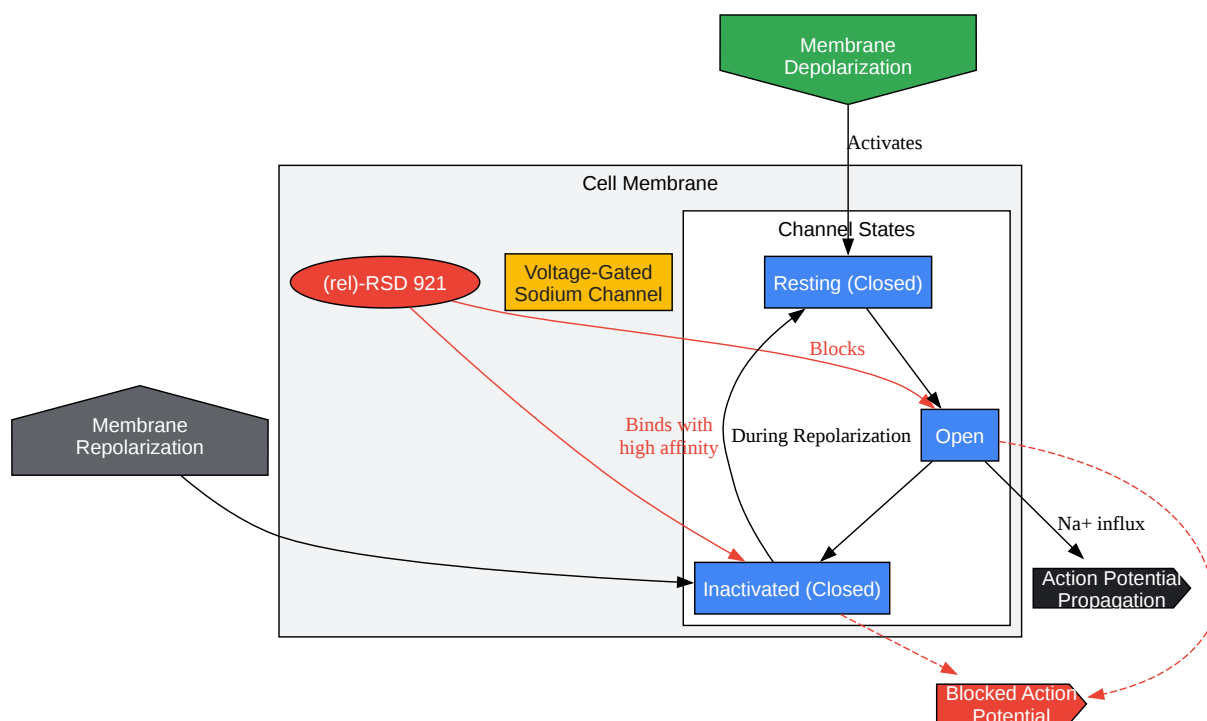 Membrane
Depolarization
Activates
Cell Membrane
Channel States
(rel)-RSD 921
Voltage-Gated
Sodium Channel
Resting (Closed)
Blocks
Membrane
Repolarization
Binds with
high affinity
During Repolarization
Open
Na+ influx
Inactivated (Closed)
Action Potential
Propagation
Blocked Action
Potential